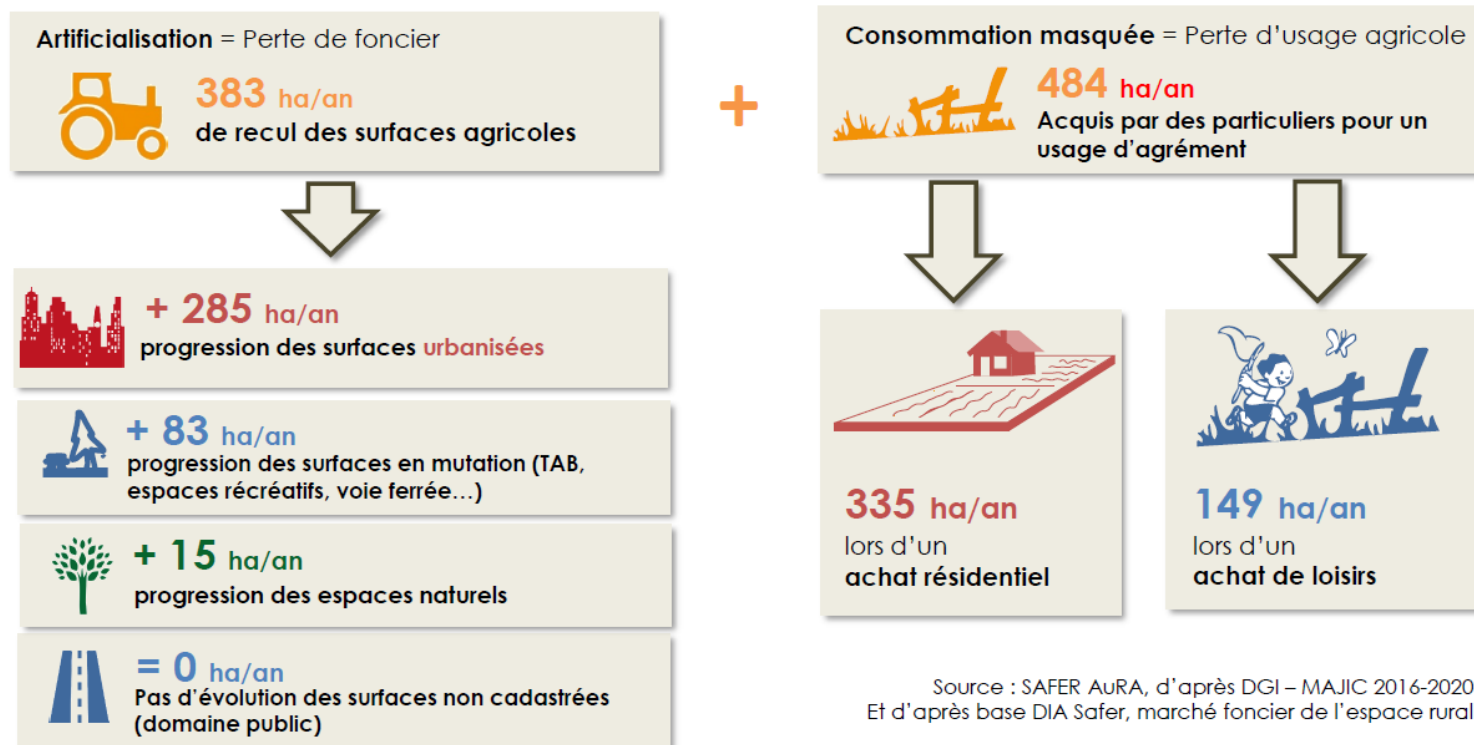 Artificialisation = Perte de foncier
383 ha/an
de recul des surfaces agricoles
+
Consommation masquée = Perte d'usage agricole
484 ha/an
Acquis par des particuliers pour un
usage d'agrément
+ 285 ha/an
progression des surfaces urbanisées
+ 83 ha/an
progression des surfaces en mutation (TAB,
espaces récréatifs, voie ferrée…)
+ 15 ha/an
progression des espaces naturels
= 0 ha/an
Pas d'évolution des surfaces non cadastrées
(domaine public)
335 ha/an
lors d'un
achat résidentiel
149 ha/an
lors d'un
achat de loisirs
Source : SAFER AuRA, d'après DGI – MAJIC 2016-2020
Et d'après base DIA Safer, marché foncier de l'espace rural